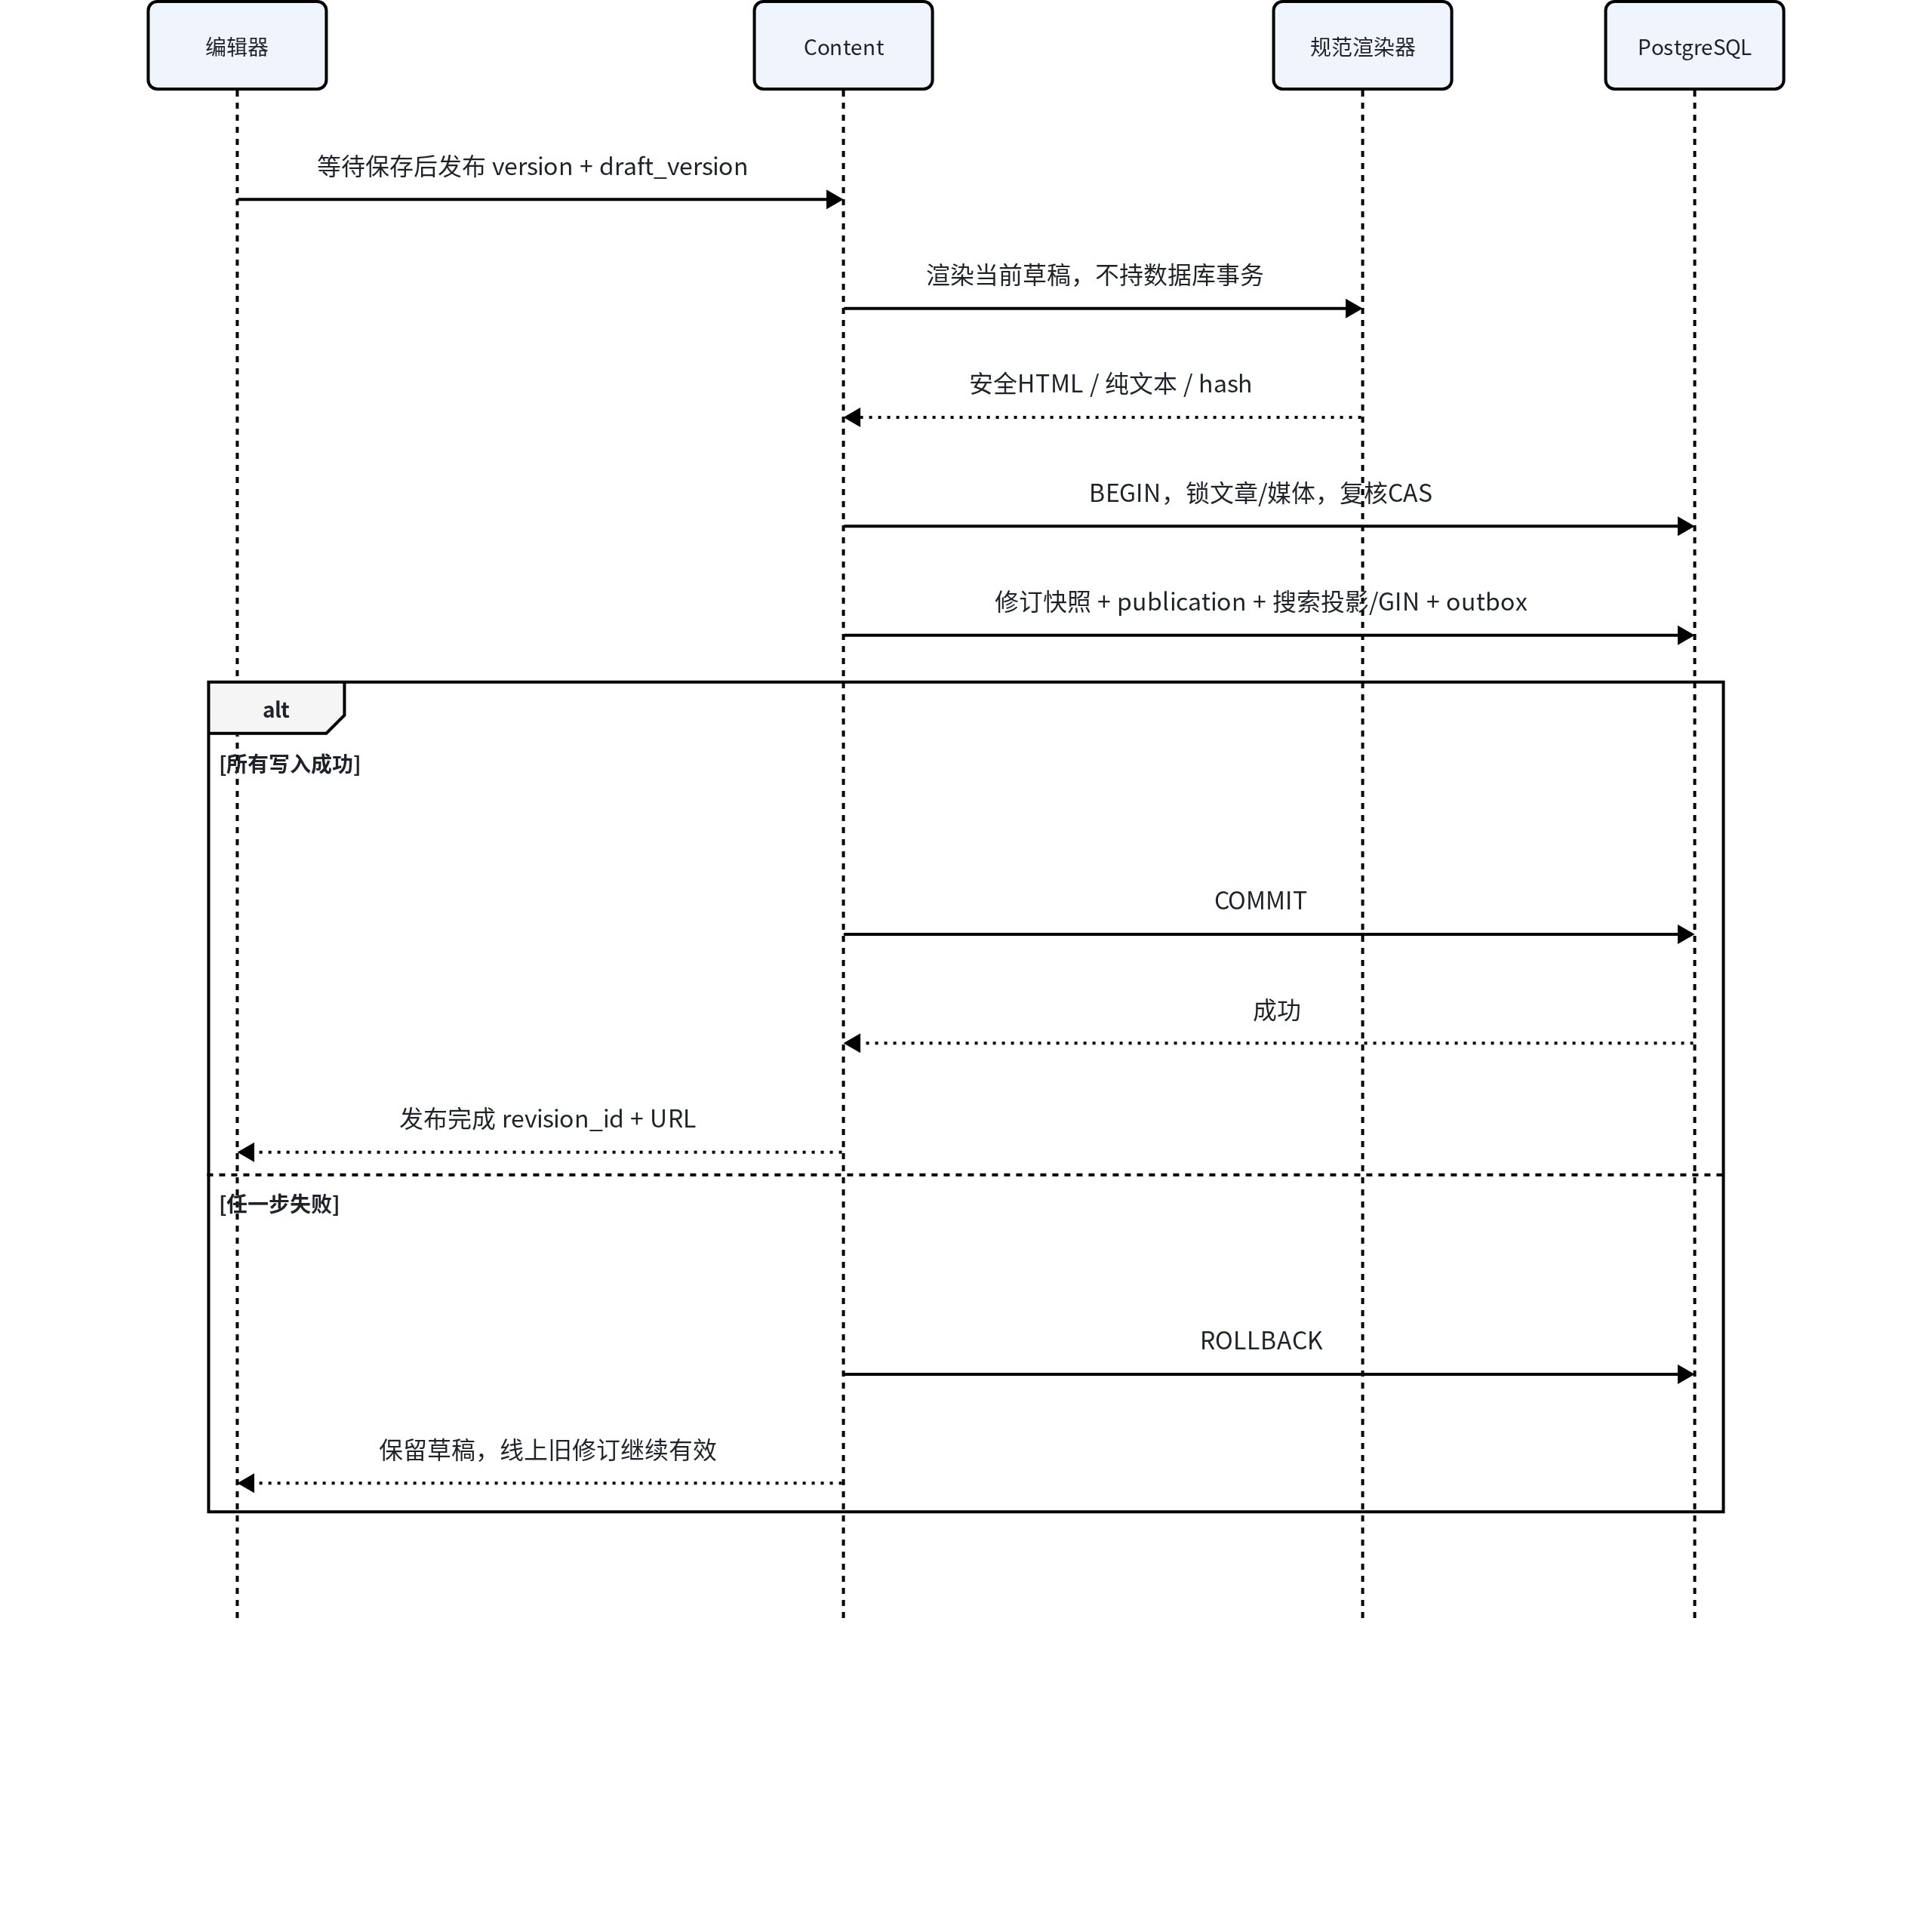 编辑器
Content
规范渲染器
PostgreSQL
等待保存后发布 version + draft_version
渲染当前草稿，不持数据库事务
安全HTML / 纯文本 / hash
BEGIN，锁文章/媒体，复核CAS
修订快照 + publication + 搜索投影/GIN + outbox
alt
[所有写入成功]
COMMIT
成功
发布完成 revision_id + URL
[任一步失败]
ROLLBACK
保留草稿，线上旧修订继续有效